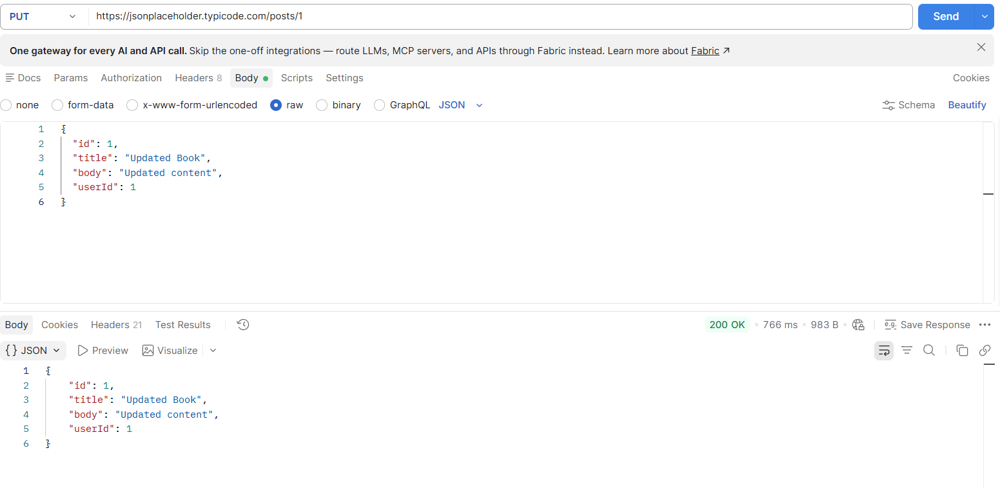 PUT https://jsonplaceholder.typicode.com/posts/1 Send
One gateway for every AI and API call. Skip the one-off integrations — route LLMs, MCP servers, and APIs through Fabric instead. Learn more about Fabric ↗
Docs Params Authorization Headers 8 Body Scripts Settings Cookies
none form-data x-www-form-urlencoded raw binary GraphQL JSON Schema Beautify
1 {
2 "id": 1,
3 "title": "Updated Book",
4 "body": "Updated content",
5 "userId": 1
6 }
Body Cookies Headers 21 Test Results 200 OK • 766 ms • 983 B • e.g. Save Response •••
{} JSON Preview Visualize
1 {
2 "id": 1,
3 "title": "Updated Book",
4 "body": "Updated content",
5 "userId": 1
6 }